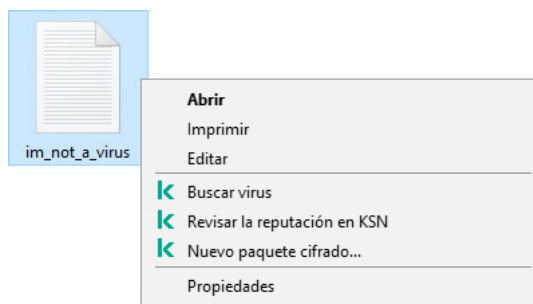 im_not_a_virus
Abrir
Imprimir
Editar
Buscar virus
Revisar la reputación en KSN
Nuevo paquete cifrado...
Propiedades